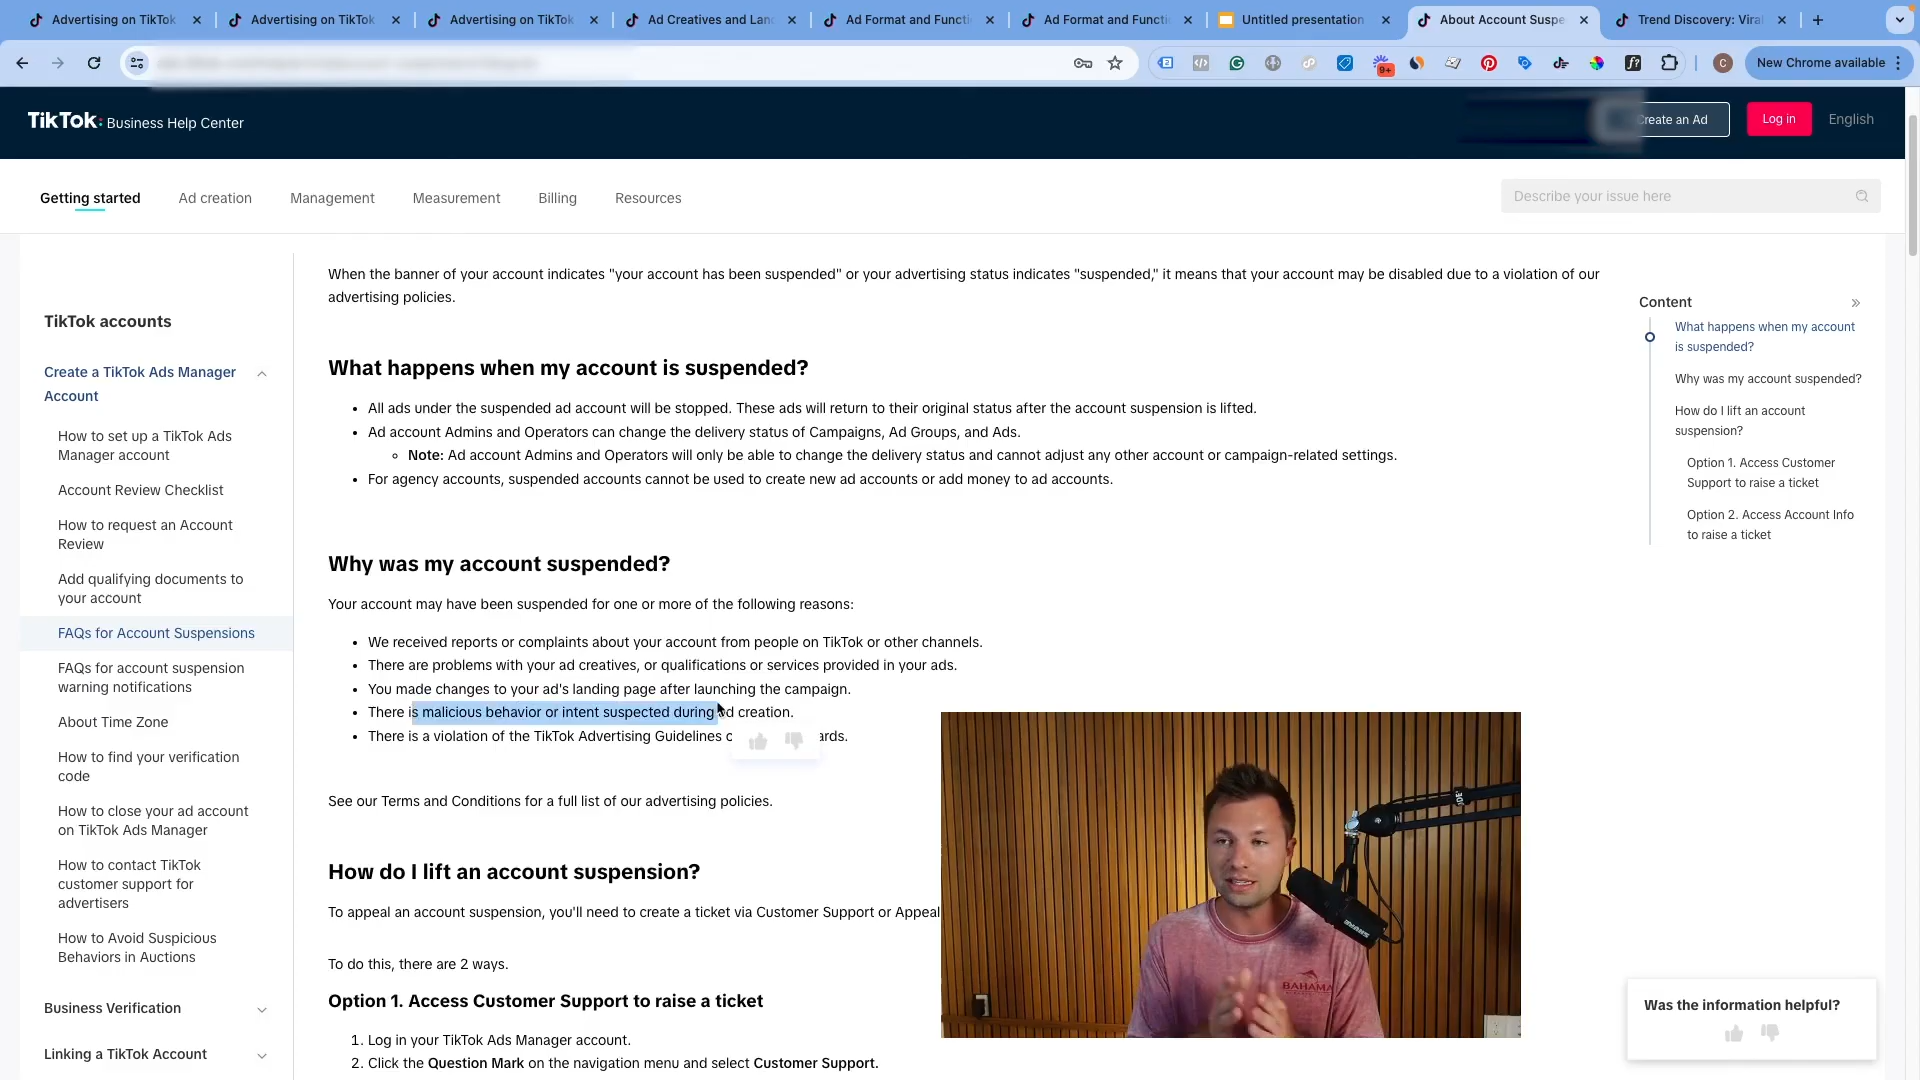 Advertising on TikTok
Advertising on TikTok
Advertising on TikTok
Ad Creatives and Lan
Ad Format and Functi
Ad Format and Functi
Untitled presentation
About Account Suspe
Trend Discovery: Viral
9+
C
New Chrome available
TikTok: Business Help Center
Create an Ad
Log in
English
Getting started
Ad creation
Management
Measurement
Billing
Resources
Describe your issue here
TikTok accounts
Create a TikTok Ads Manager
Account
How to set up a TikTok Ads
Manager account
Account Review Checklist
How to request an Account
Review
Add qualifying documents to
your account
FAQs for Account Suspensions
FAQs for account suspension
warning notifications
About Time Zone
How to find your verification
code
How to close your ad account
on TikTok Ads Manager
How to contact TikTok
customer support for
advertisers
How to Avoid Suspicious
Behaviors in Auctions
Business Verification
Linking a TikTok Account
When the banner of your account indicates "your account has been suspended" or your advertising status indicates "suspended," it means that your account may be disabled due to a violation of our
advertising policies.
What happens when my account is suspended?
• All ads under the suspended ad account will be stopped. These ads will return to their original status after the account suspension is lifted.
• Ad account Admins and Operators can change the delivery status of Campaigns, Ad Groups, and Ads.
◦ Note: Ad account Admins and Operators will only be able to change the delivery status and cannot adjust any other account or campaign-related settings.
• For agency accounts, suspended accounts cannot be used to create new ad accounts or add money to ad accounts.
Why was my account suspended?
Your account may have been suspended for one or more of the following reasons:
• We received reports or complaints about your account from people on TikTok or other channels.
• There are problems with your ad creatives, or qualifications or services provided in your ads.
• You made changes to your ad's landing page after launching the campaign.
• There is malicious behavior or intent suspected during ad creation.
• There is a violation of the TikTok Advertising Guidelines
See our Terms and Conditions for a full list of our advertising policies.
How do I lift an account suspension?
To appeal an account suspension, you'll need to create a ticket via Customer Support or Appeal
To do this, there are 2 ways.
Option 1. Access Customer Support to raise a ticket
1. Log in your TikTok Ads Manager account.
2. Click the Question Mark on the navigation menu and select Customer Support.
Content
What happens when my account
is suspended?
Why was my account suspended?
How do I lift an account
suspension?
Option 1. Access Customer
Support to raise a ticket
Option 2. Access Account Info
to raise a ticket
BAHAMA
Was the information helpful?